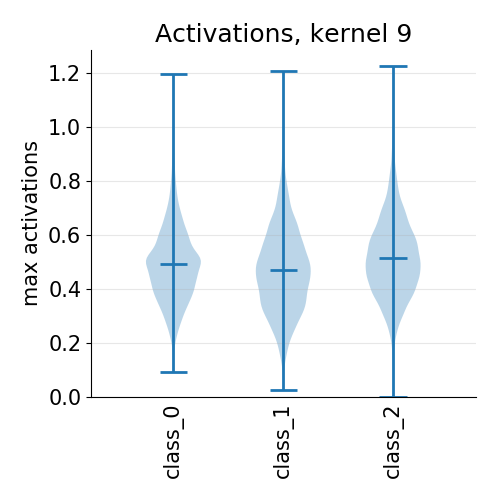 Activations, kernel 9
max activations
1.2
1.0
0.8
0.6
0.4
0.2
0.0
class_0
class_1
class_2